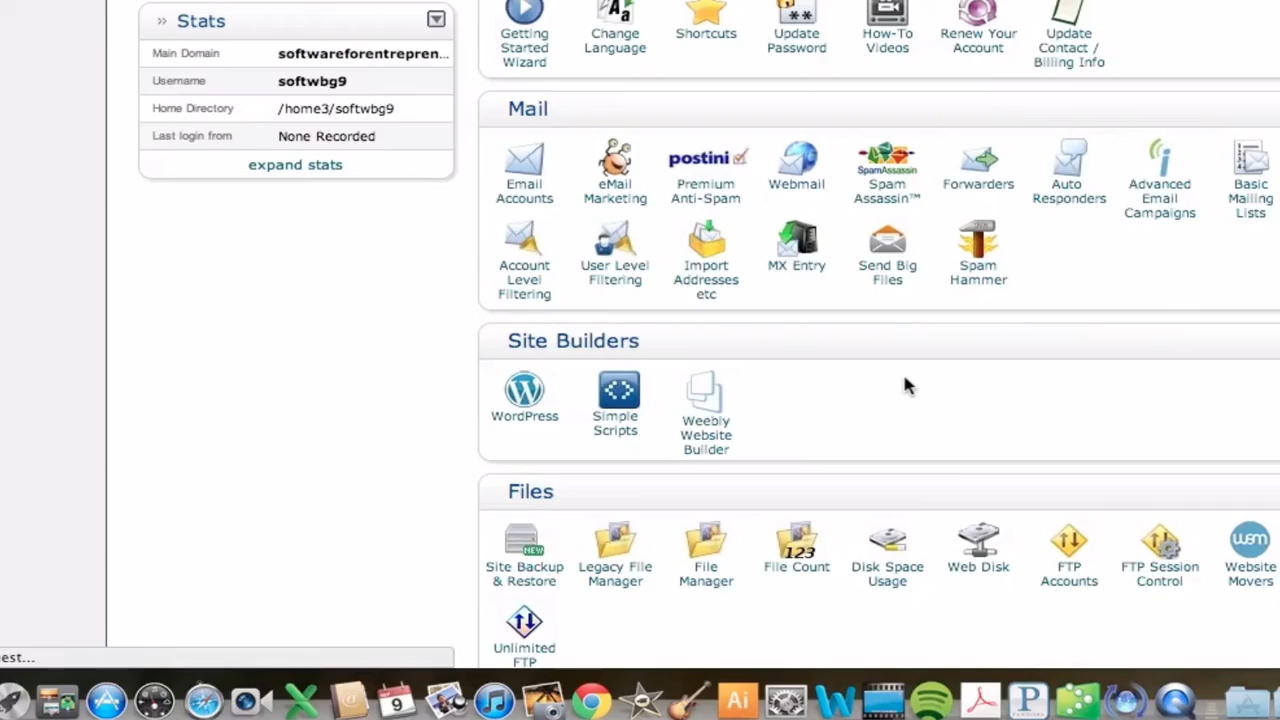 Stats
Main Domain softwareforentrepren...
Username softwbg9
Home Directory /home3/softwbg9
Last login from None Recorded
expand stats
Getting Started Wizard
Change Language
Shortcuts
Update Password
How-To Videos
Renew Your Account
Update Contact / Billing Info
Mail
Email Accounts
eMail Marketing
postini
Premium Anti-Spam
Webmail
SpamAssassin
Spam Assassin™
Forwarders
Auto Responders
Advanced Email Campaigns
Basic Mailing Lists
Account Level Filtering
User Level Filtering
Import Addresses etc
MX Entry
Send Big Files
Spam Hammer
Site Builders
WordPress
Simple Scripts
Weebly Website Builder
Files
NEW
Site Backup & Restore
Legacy File Manager
File Manager
123
File Count
Disk Space Usage
Web Disk
FTP Accounts
FTP Session Control
wsm
Website Movers
Unlimited FTP
est...
9
Ai